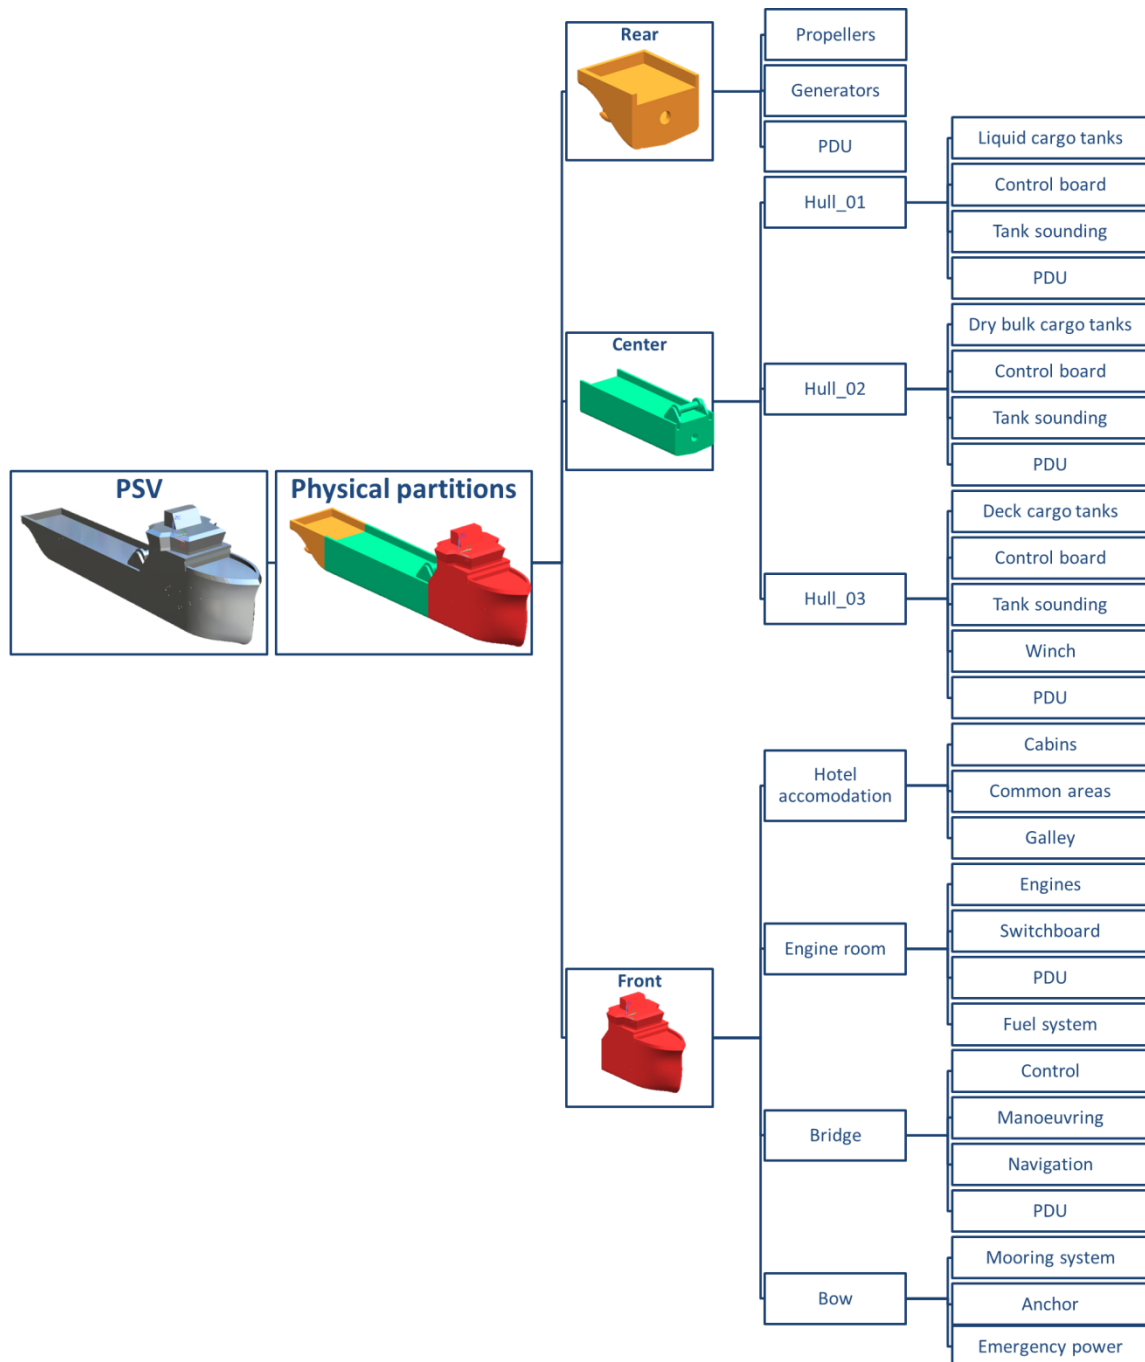 PSV
Physical partitions
Rear
Propellers
Generators
PDU
Center
Hull_01
Liquid cargo tanks
Control board
Tank sounding
PDU
Hull_02
Dry bulk cargo tanks
Control board
Tank sounding
PDU
Hull_03
Deck cargo tanks
Control board
Tank sounding
Winch
PDU
Front
Hotel
accomodation
Cabins
Common areas
Galley
Engine room
Engines
Switchboard
PDU
Fuel system
Bridge
Control
Manoeuvring
Navigation
PDU
Bow
Mooring system
Anchor
Emergency power